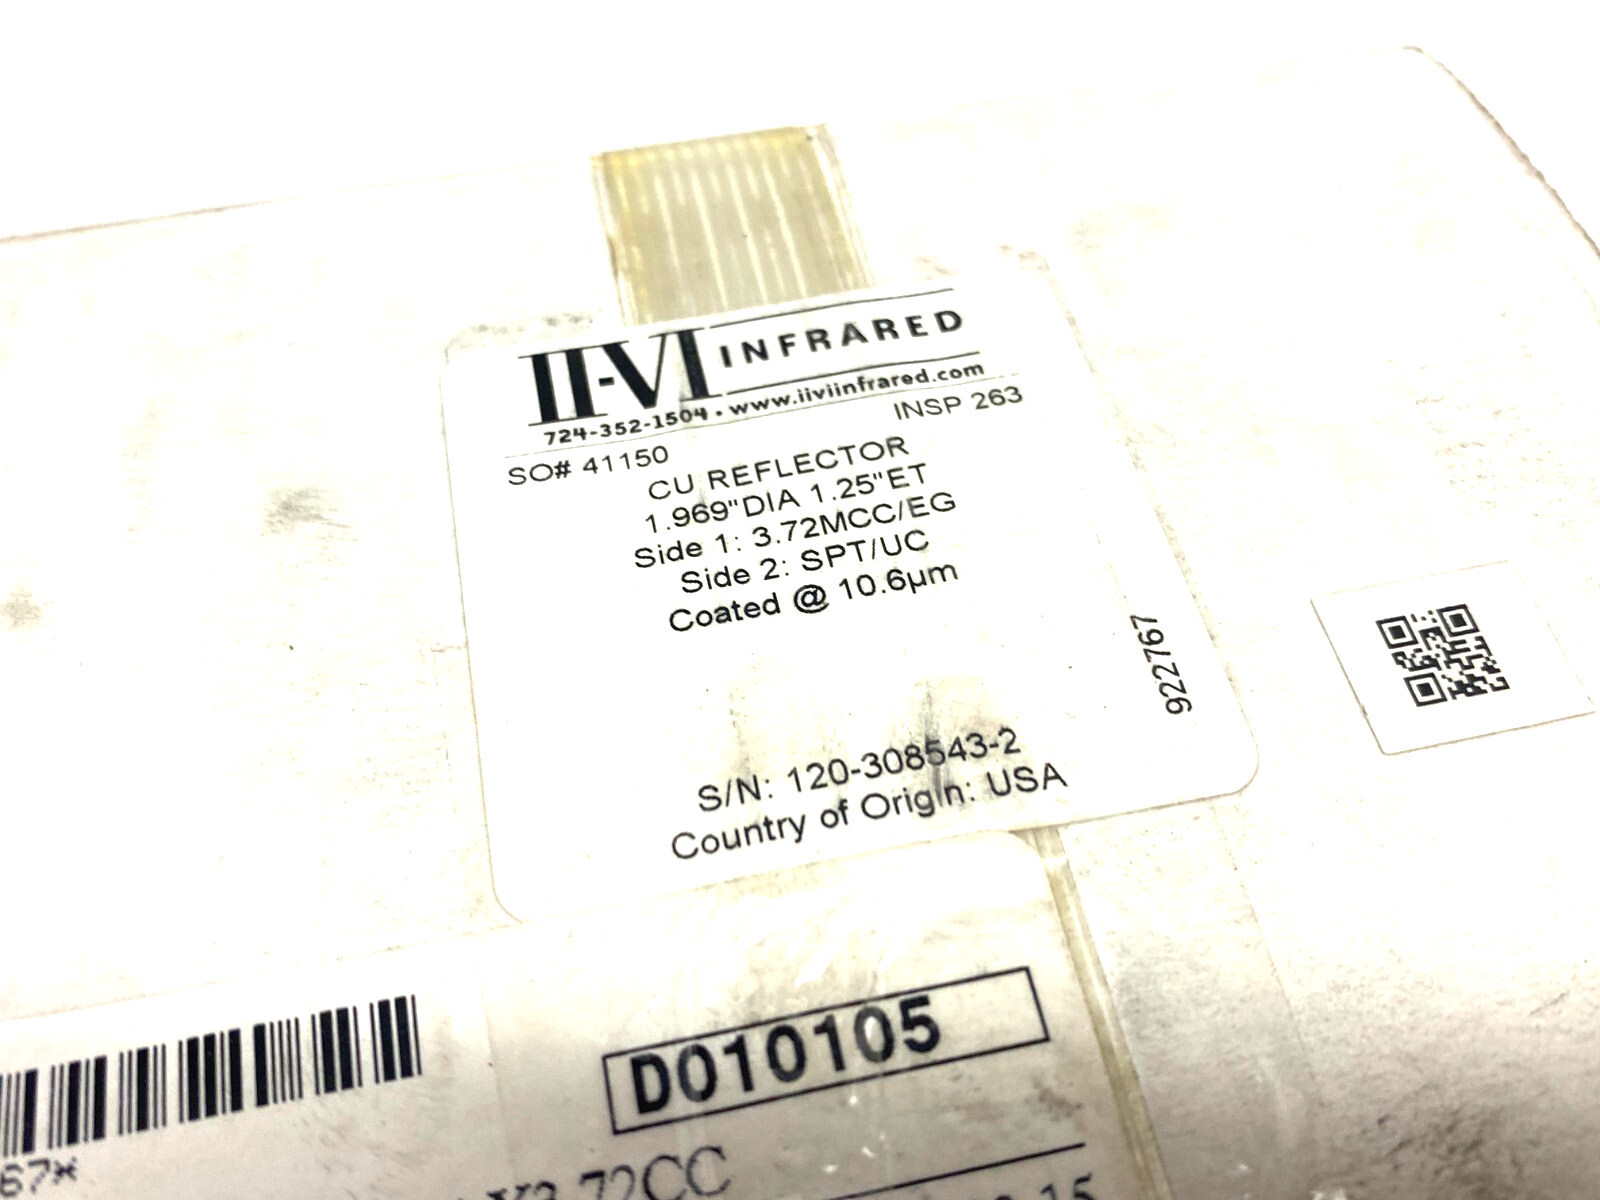 II-VI INFRARED
724-352-1504 • www.iiviinfrared.com
SO# 41150 INSP 263
CU REFLECTOR
1.969"DIA 1.25"ET
Side 1: 3.72MCC/EG
Side 2: SPT/UC
Coated @ 10.6µm
922767
S/N: 120-308543-2
Country of Origin: USA
D010105
67*